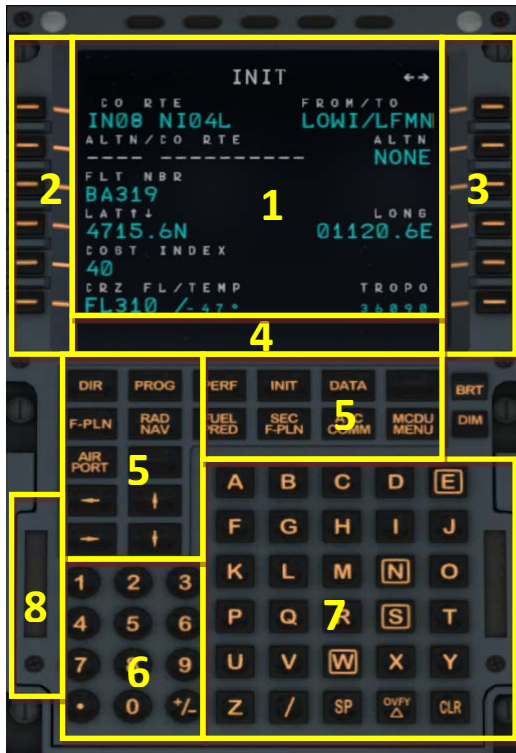 INIT ←→
CO RTE FROM/TO
IN08 NI04L LOWI/LFMN
ALTN/CO RTE ALTN
---- ---------- NONE
FLT NBR
BA319
LAT↑↓ LONG
4715.6N 01120.6E
COST INDEX
40
CRZ FL/TEMP TROPO
FL310 /-47° 36090
1
2
3
4
DIR PROG PERF INIT DATA BRT
F-PLN RAD NAV FUEL PRED SEC F-PLN ATC COMM MCDU MENU DIM
5
AIR PORT
5
← ↑
→ ↓
A B C D E
F G H I J
K L M N O
P Q R S T
U V W X Y
Z / SP OVFY △ CLR
7
1 2 3
4 5 6
7 8 9
. 0 +/-
6
8